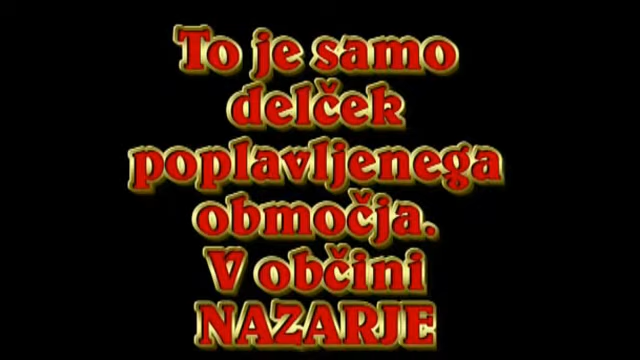 To je samo
delček
poplavljenega
območja.
V občini
NAZARJE